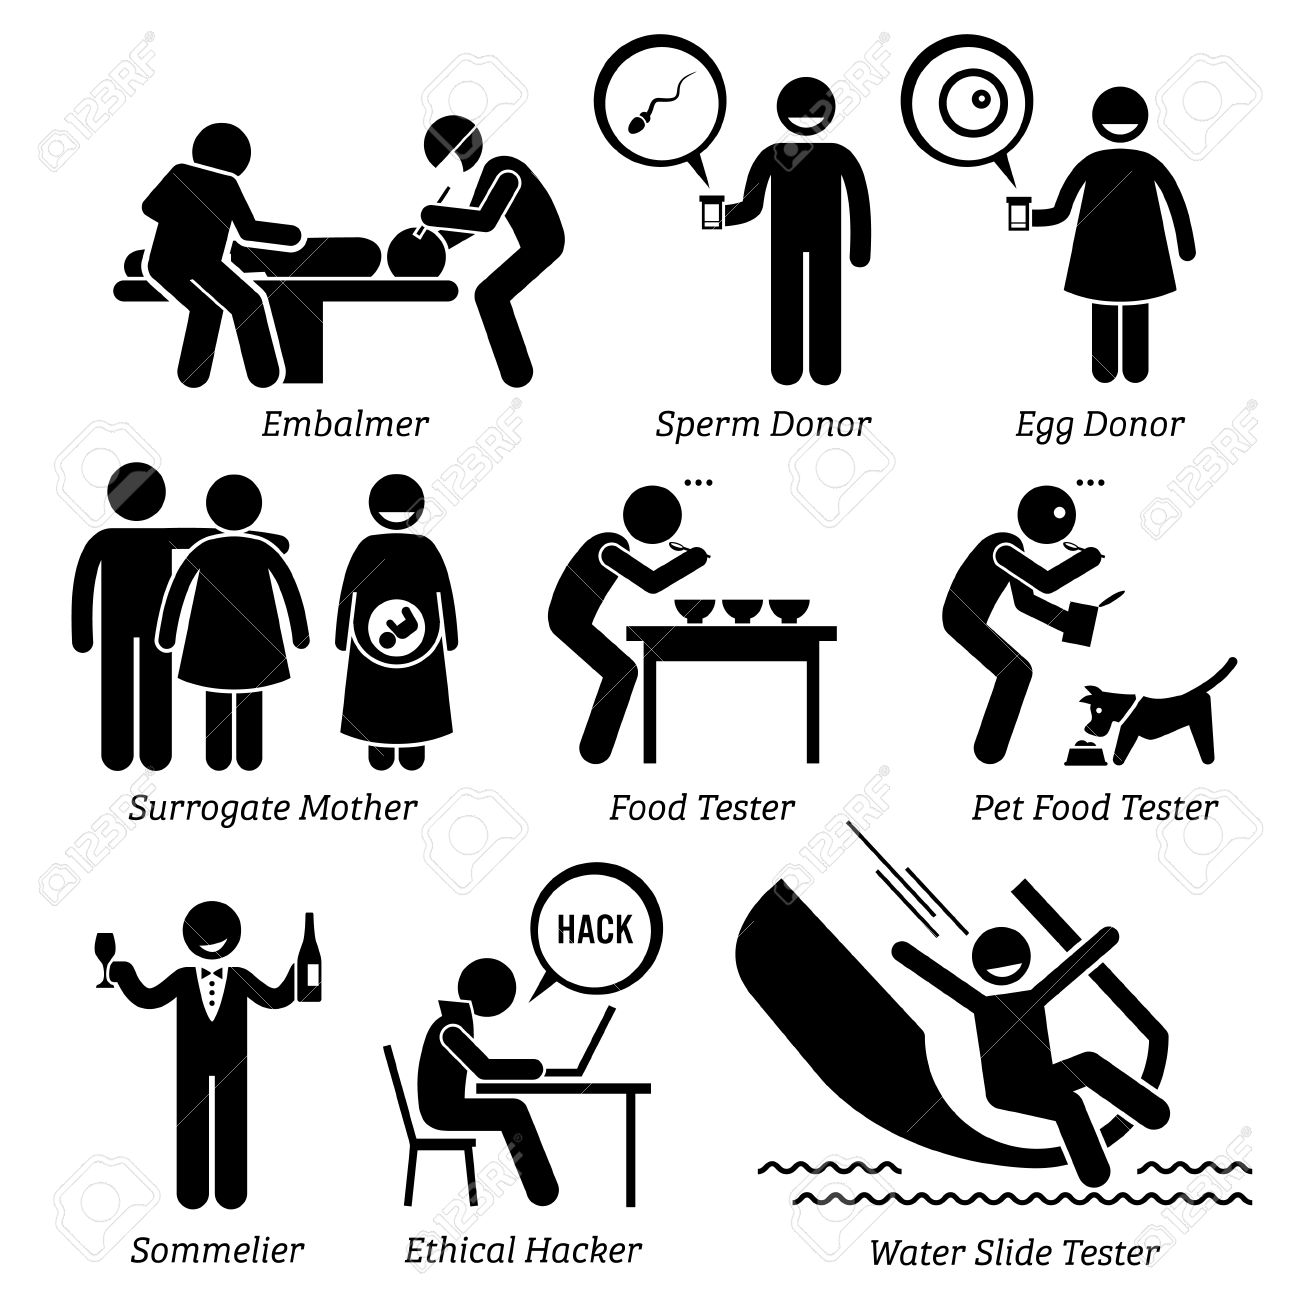 Embalmer
Sperm Donor
Egg Donor
Surrogate Mother
Food Tester
Pet Food Tester
HACK
Sommelier
Ethical Hacker
Water Slide Tester
123RF